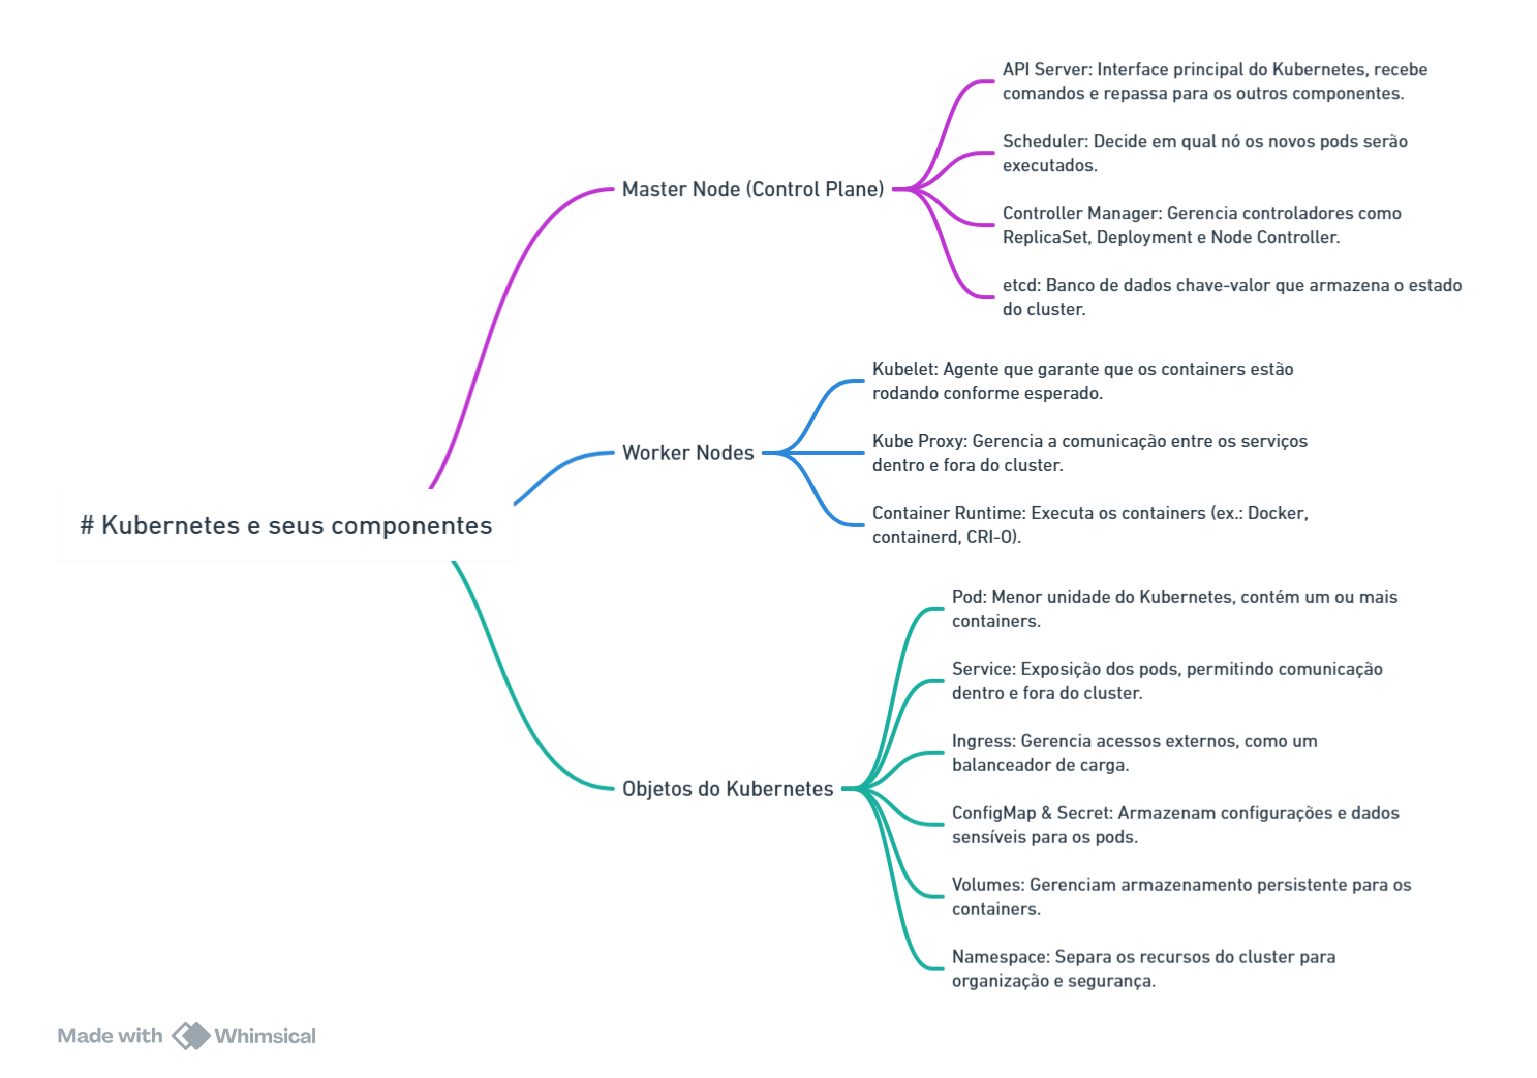 # Kubernetes e seus componentes
Master Node (Control Plane)
API Server: Interface principal do Kubernetes, recebe
comandos e repassa para os outros componentes.
Scheduler: Decide em qual nó os novos pods serão
executados.
Controller Manager: Gerencia controladores como
ReplicaSet, Deployment e Node Controller.
etcd: Banco de dados chave-valor que armazena o estado
do cluster.
Worker Nodes
Kubelet: Agente que garante que os containers estão
rodando conforme esperado.
Kube Proxy: Gerencia a comunicação entre os serviços
dentro e fora do cluster.
Container Runtime: Executa os containers (ex.: Docker,
containerd, CRI-O).
Objetos do Kubernetes
Pod: Menor unidade do Kubernetes, contém um ou mais
containers.
Service: Exposição dos pods, permitindo comunicação
dentro e fora do cluster.
Ingress: Gerencia acessos externos, como um
balanceador de carga.
ConfigMap & Secret: Armazenam configurações e dados
sensíveis para os pods.
Volumes: Gerenciam armazenamento persistente para os
containers.
Namespace: Separa os recursos do cluster para
organização e segurança.
Made with Whimsical